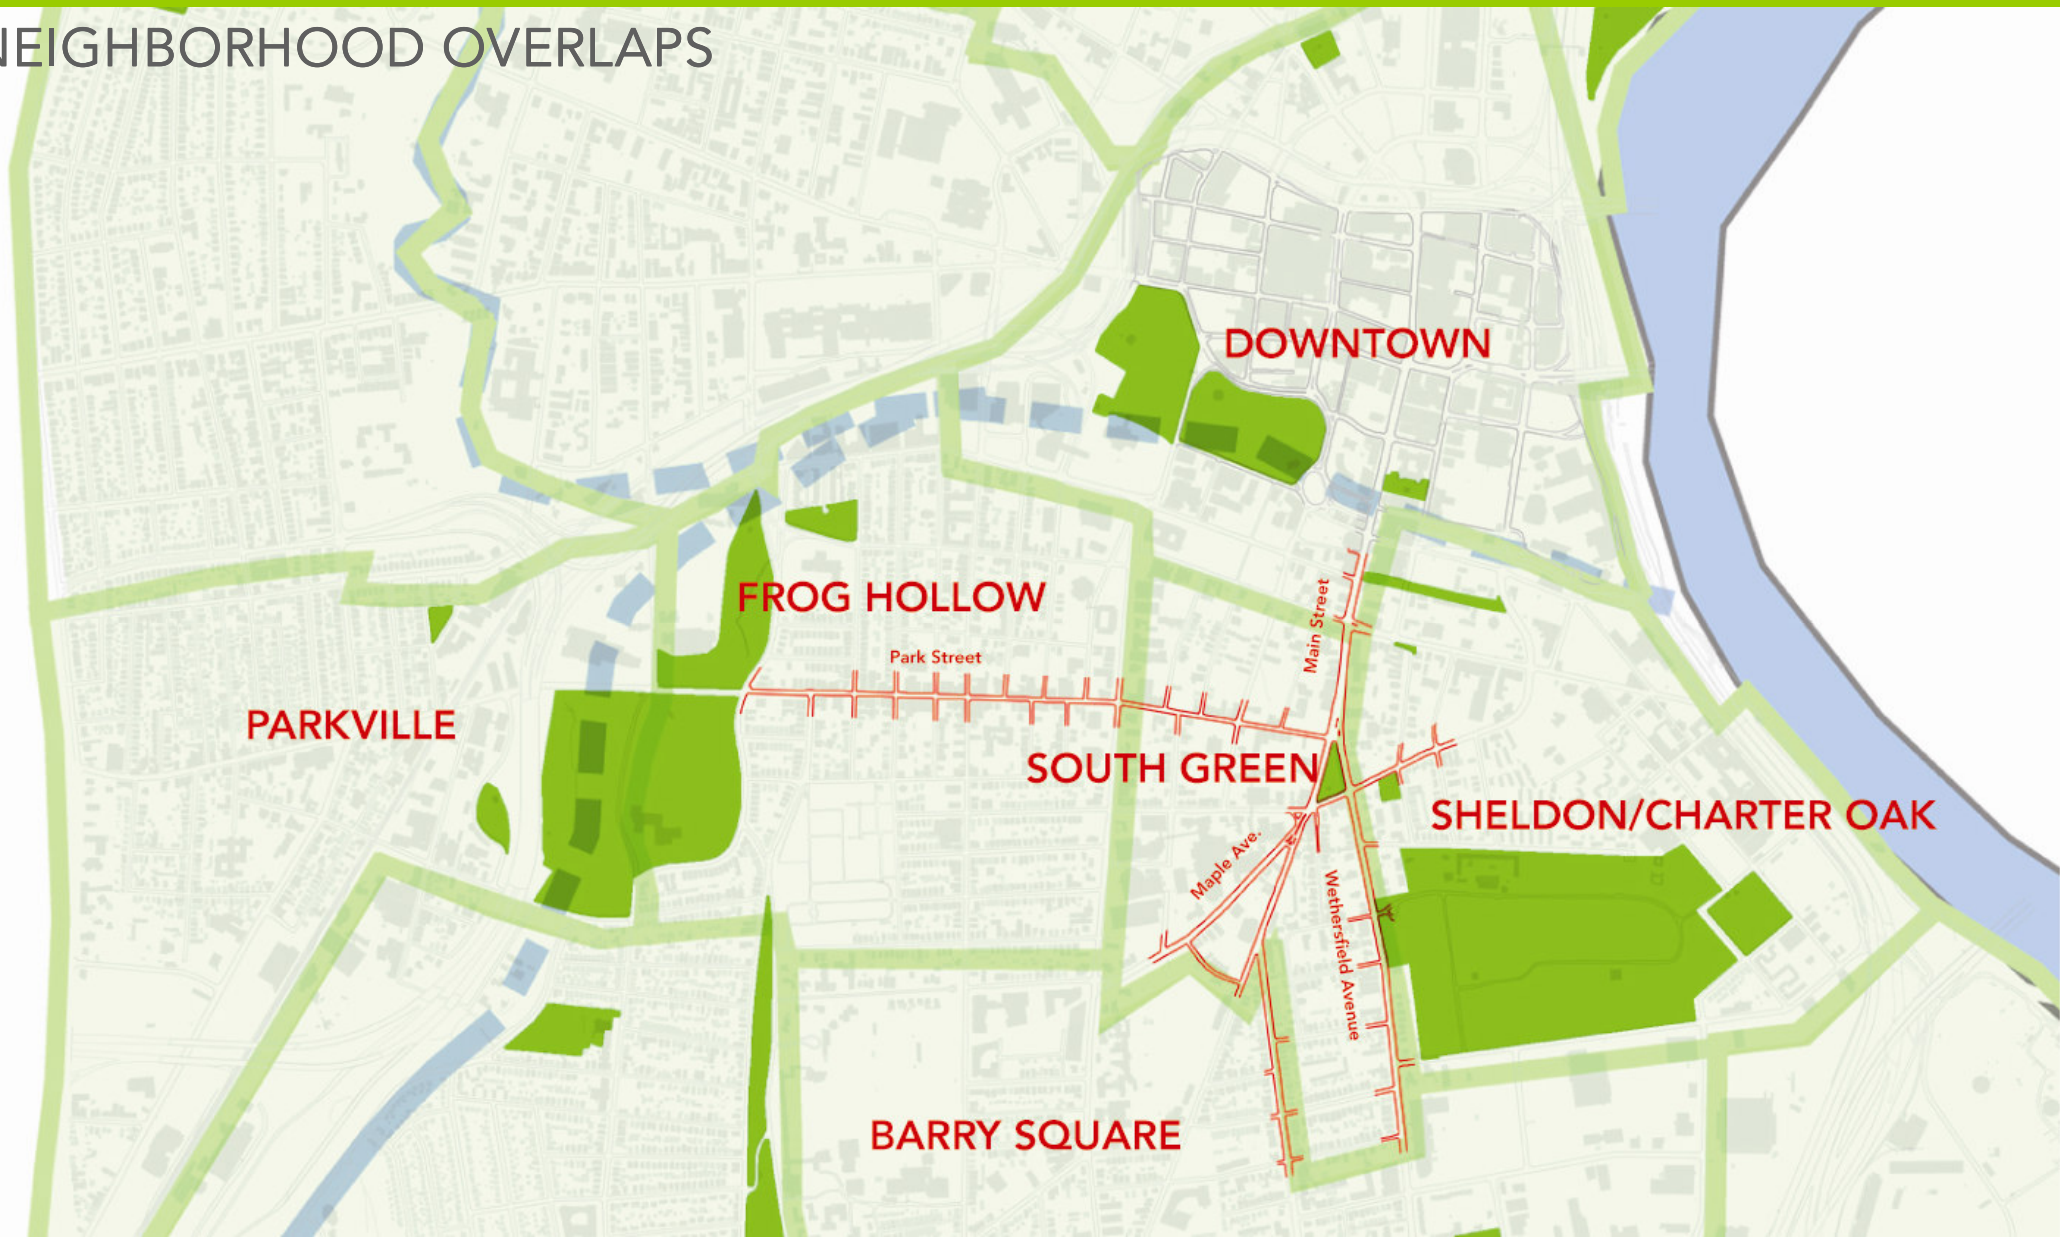 NEIGHBORHOOD OVERLAPS
DOWNTOWN
FROG HOLLOW
Main Street
Park Street
PARKVILLE
SOUTH GREEN
SHELDON/CHARTER OAK
Maple Ave.
Wethersfield Avenue
BARRY SQUARE